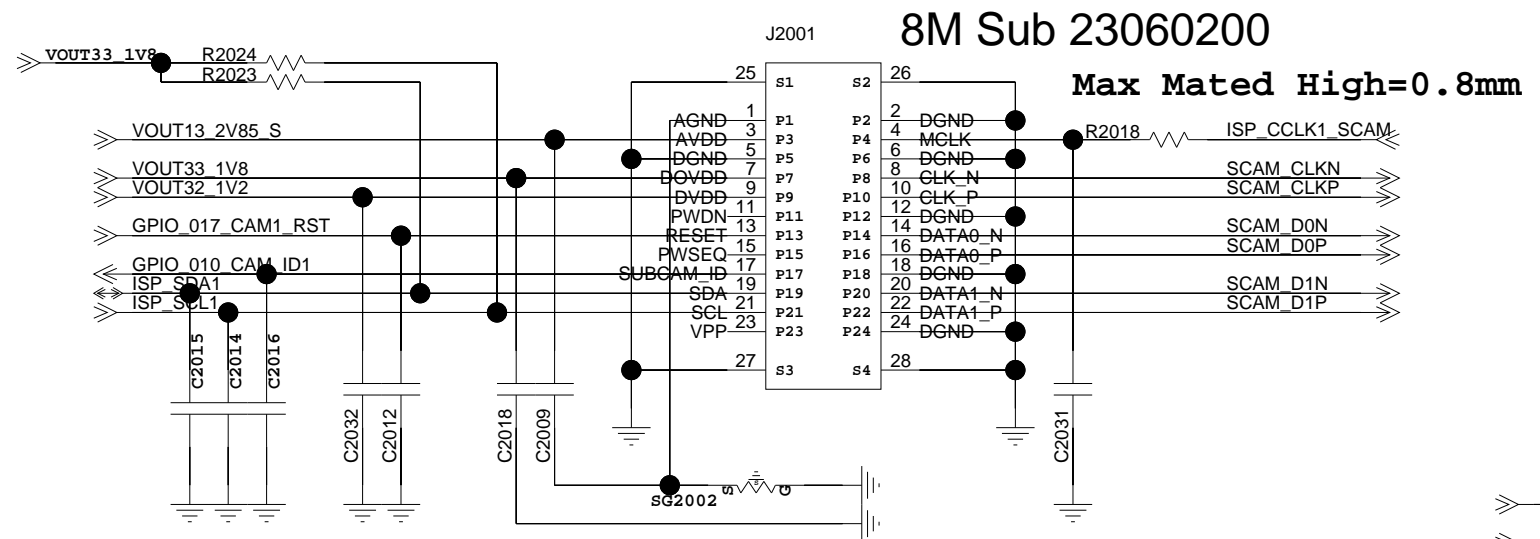 J2001
8M Sub 23060200
Max Mated High=0.8mm
VOUT33_1V8
R2024
R2023
25 S1 S2 26
AGND 1 P1 P2 2 DGND
VOUT13_2V85_S AVDD 3 P3 P4 4 MCLK R2018 ISP_CCLK1_SCAM
DGND 5 P5 P6 6 DGND
VOUT33_1V8 DOVDD 7 P7 P8 8 CLK_N SCAM_CLKN
VOUT32_1V2 DVDD 9 P9 P10 10 CLK_P SCAM_CLKP
PWDN 11 P11 P12 12 DGND
GPIO_017_CAM1_RST RESET 13 P13 P14 14 DATA0_N SCAM_D0N
PWSEQ 15 P15 P16 16 DATA0_P SCAM_D0P
GPIO_010_CAM_ID1 SUBCAM_ID 17 P17 P18 18 DGND
ISP_SDA1 SDA 19 P19 P20 20 DATA1_N SCAM_D1N
ISP_SCL1 SCL 21 P21 P22 22 DATA1_P SCAM_D1P
VPP 23 P23 P24 24 DGND
27 S3 S4 28
C2015
C2014
C2016
C2032
C2012
C2018
C2009
C2031
SG2002
S G